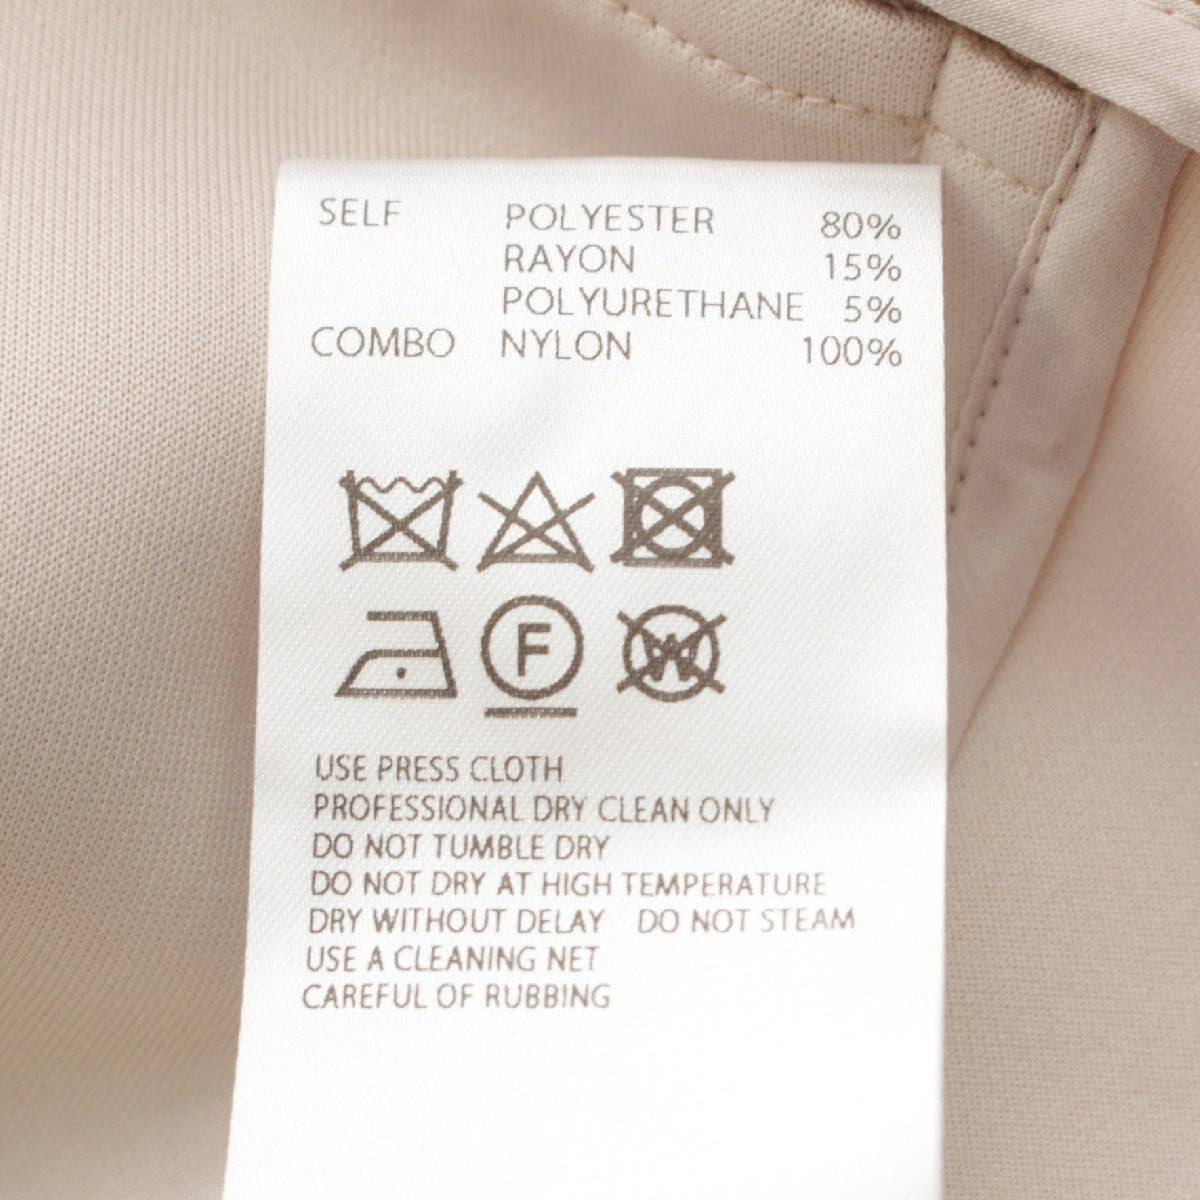 SELF POLYESTER 80%
RAYON 15%
POLYURETHANE 5%
COMBO NYLON 100%
F W
USE PRESS CLOTH
PROFESSIONAL DRY CLEAN ONLY
DO NOT TUMBLE DRY
DO NOT DRY AT HIGH TEMPERATURE
DRY WITHOUT DELAY DO NOT STEAM
USE A CLEANING NET
CAREFUL OF RUBBING